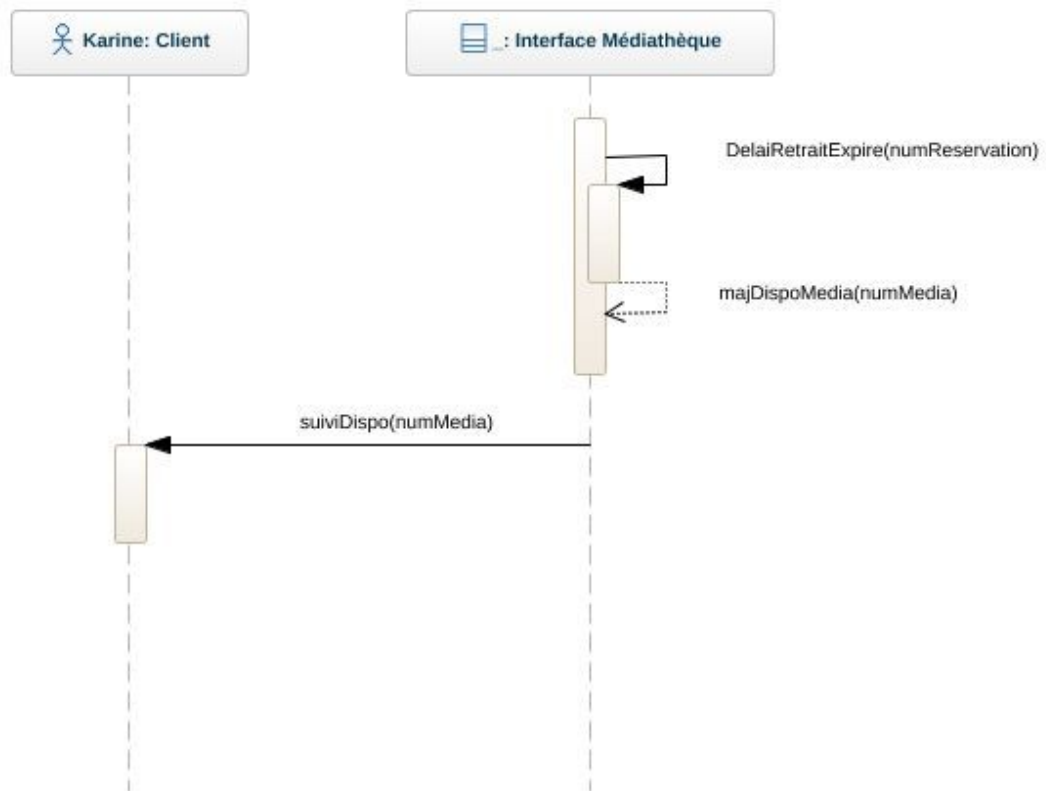 Karine: Client
_: Interface Médiathèque
DelaiRetraitExpire(numReservation)
majDispoMedia(numMedia)
suiviDispo(numMedia)